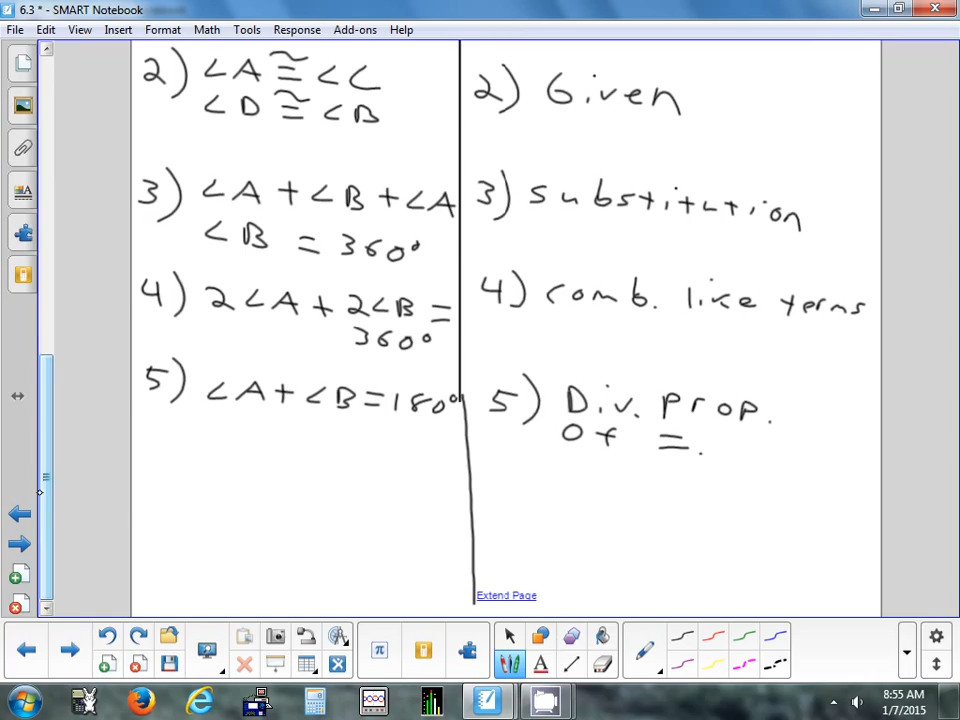 6.3 * - SMART Notebook
File Edit View Insert Format Math Tools Response Add-ons Help
2) ∠A ≅ ∠C
∠D ≅ ∠B
2) Given
3) ∠A + ∠B + ∠A
∠B = 360°
3) Substitution
4) 2∠A + 2∠B =
360°
4) comb. like terms
5) ∠A + ∠B = 180°
5) Div. prop.
of =.
Extend Page
8:55 AM
1/7/2015